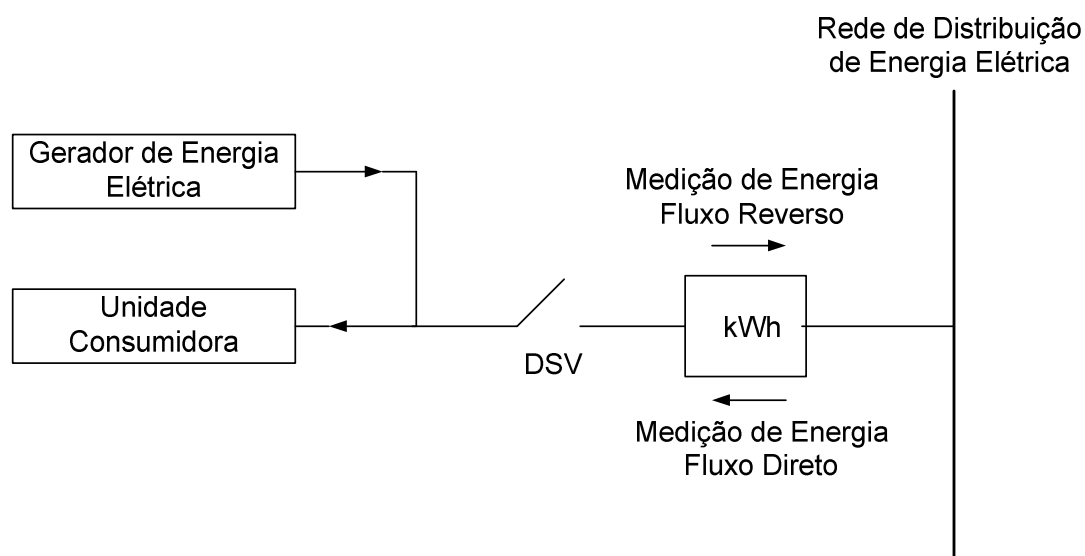 Rede de Distribuição
de Energia Elétrica
Gerador de Energia
Elétrica
Medição de Energia
Fluxo Reverso
Unidade
Consumidora
kWh
DSV
Medição de Energia
Fluxo Direto